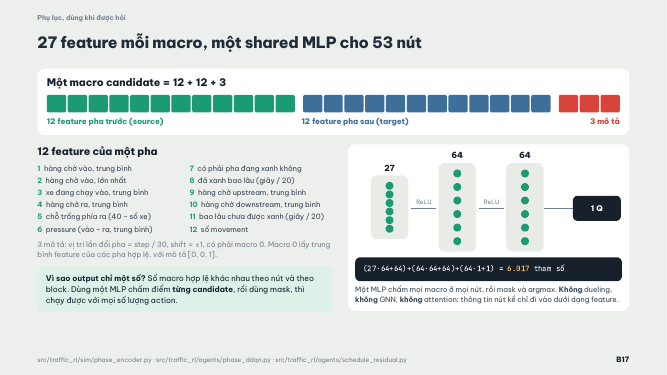 Phụ lục, dùng khi được hỏi
27 feature mỗi macro, một shared MLP cho 53 nút
Một macro candidate = 12 + 12 + 3
12 feature pha trước (source)
12 feature pha sau (target)
3 mô tả
12 feature của một pha
1 hàng chờ vào, trung bình
2 hàng chờ vào, lớn nhất
3 xe đang chạy vào, trung bình
4 hàng chờ ra, trung bình
5 chỗ trống phía ra (40 − số xe)
6 pressure (vào − ra, trung bình)
7 có phải pha đang xanh không
8 đã xanh bao lâu (giây / 20)
9 hàng chờ upstream, trung bình
10 hàng chờ downstream, trung bình
11 bao lâu chưa được xanh (giây / 20)
12 số movement
3 mô tả: vị trí lần đổi pha = step / 30, shift = ±1, có phải macro 0. Macro 0 lấy trung
bình feature của các pha hợp lệ, với mô tả [0, 0, 1].
Vì sao output chỉ một số? Số macro hợp lệ khác nhau theo nút và theo
block. Dùng một MLP chấm điểm từng candidate, rồi dùng mask, thì
chạy được với mọi số lượng action.
27
64
64
ReLU
ReLU
1 Q
(27·64+64)+(64·64+64)+(64·1+1) = 6.017 tham số
Một MLP chấm mọi macro ở mọi nút, rồi mask và argmax. Không dueling,
không GNN, không attention: thông tin nút kề chỉ đi vào dưới dạng feature.
src/traffic_rl/sim/phase_encoder.py · src/traffic_rl/agents/phase_ddqn.py · src/traffic_rl/agents/schedule_residual.py
B17